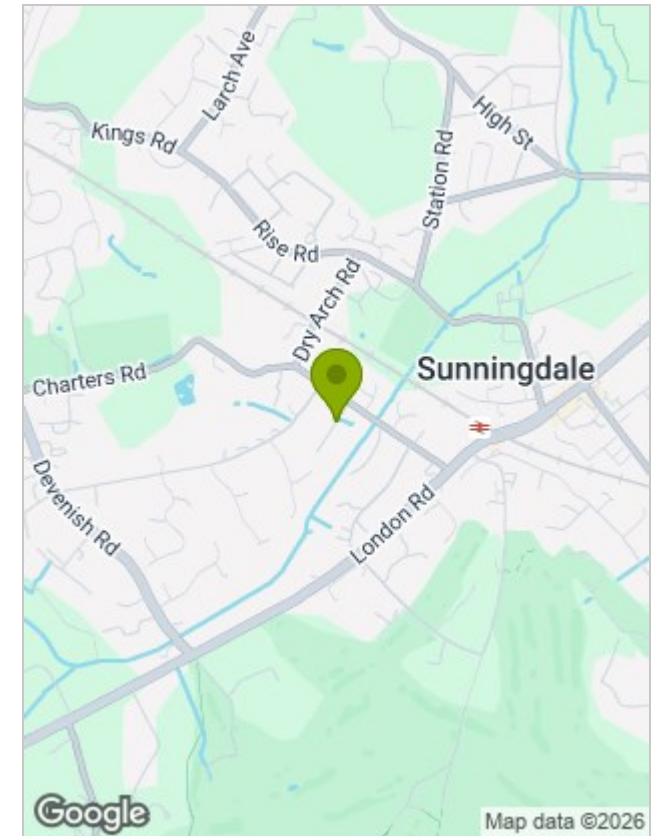 Larch Ave
Kings Rd
High St
Station Rd
Rise Rd
Dry Arch Rd
Sunningdale
Charters Rd
Devenish Rd
London Rd
Google
Map data ©2026